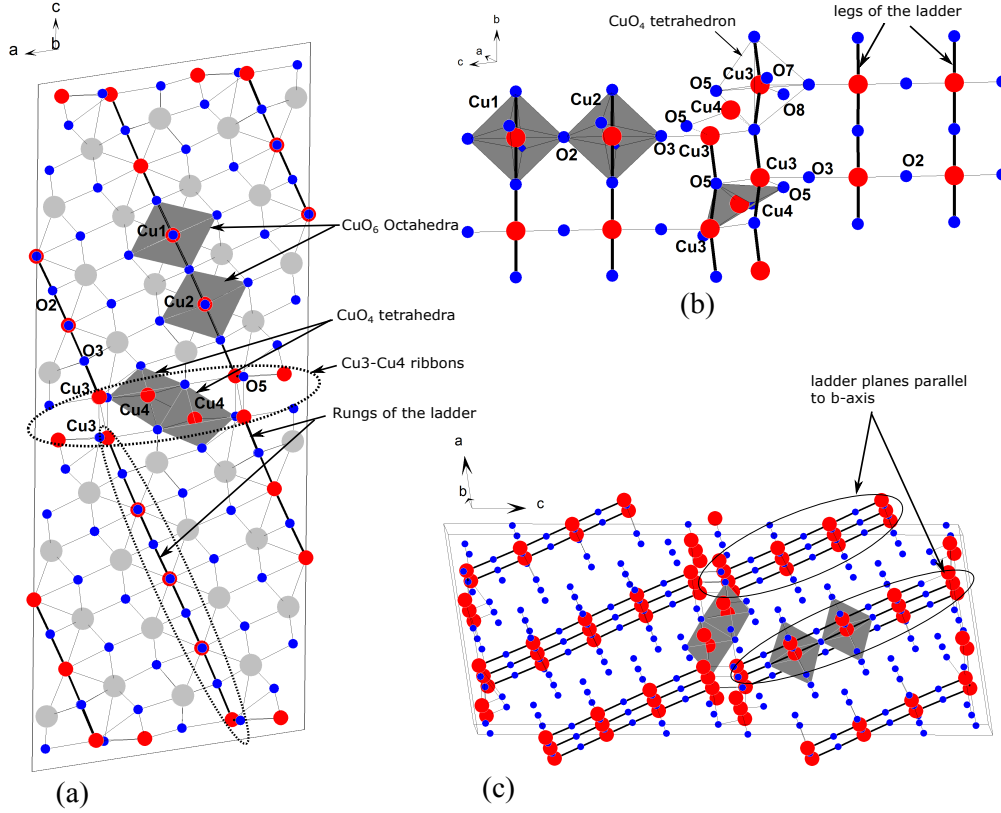 c
a
b
Cu1
CuO6 Octahedra
Cu2
O2
CuO4 tetrahedra
O3
Cu3-Cu4 ribbons
Cu3
O5
Cu4
Cu4
Rungs of the ladder
Cu3
(a)
b
a
c
CuO4 tetrahedron
legs of the ladder
Cu3
O7
O5
Cu1
Cu2
Cu4
O8
O5
O2
O3
Cu3
Cu3
O3
O2
O5
O5
Cu4
Cu3
(b)
ladder planes parallel
to b-axis
a
b
c
(c)